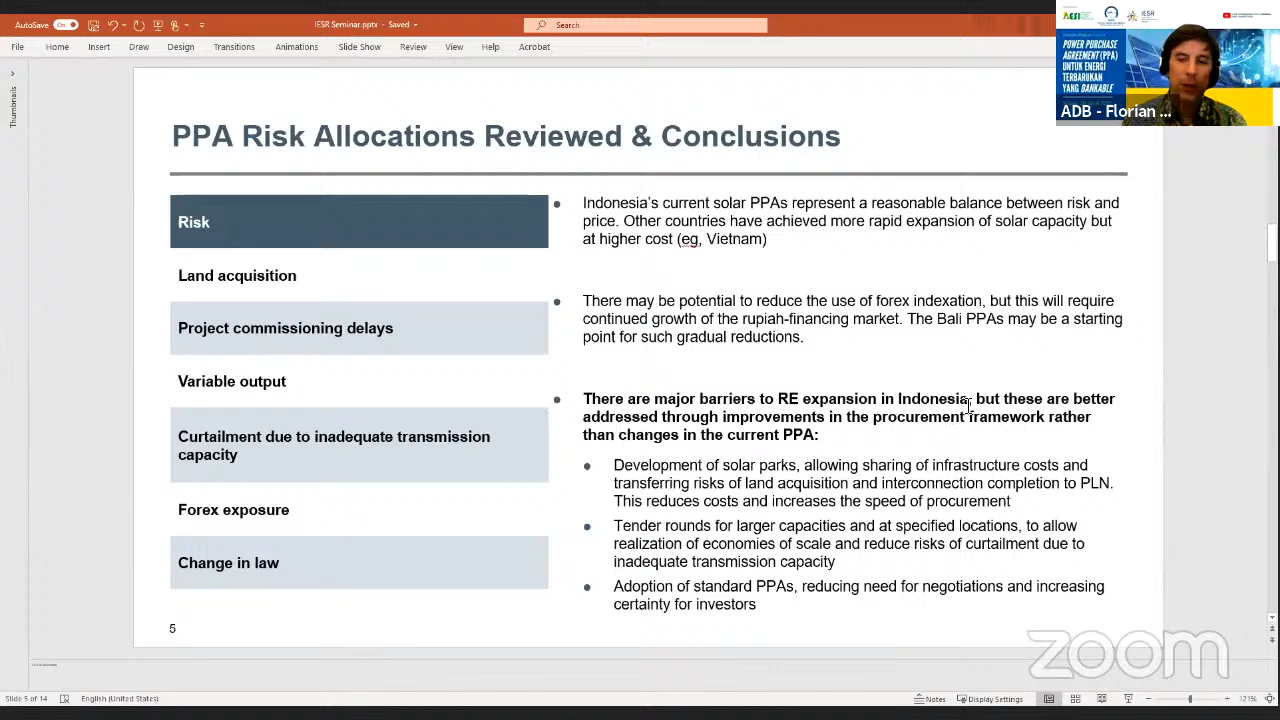 AutoSave
On
IESR Seminar.pptx - Saved
Search
File
Home
Insert
Draw
Design
Transitions
Animations
Slide Show
Review
View
Help
Acrobat
Thumbnails
AESI
IESR
POWER PURCHASE
AGREEMENT (PPA)
UNTUK ENERGI
TERBARUKAN
YANG BANKABLE
ADB - Florian ...
PPA Risk Allocations Reviewed & Conclusions
Risk
Land acquisition
Project commissioning delays
Variable output
Curtailment due to inadequate transmission
capacity
Forex exposure
Change in law
Indonesia's current solar PPAs represent a reasonable balance between risk and
price. Other countries have achieved more rapid expansion of solar capacity but
at higher cost (eg, Vietnam)
There may be potential to reduce the use of forex indexation, but this will require
continued growth of the rupiah-financing market. The Bali PPAs may be a starting
point for such gradual reductions.
There are major barriers to RE expansion in Indonesia, but these are better
addressed through improvements in the procurement framework rather
than changes in the current PPA:
Development of solar parks, allowing sharing of infrastructure costs and
transferring risks of land acquisition and interconnection completion to PLN.
This reduces costs and increases the speed of procurement
Tender rounds for larger capacities and at specified locations, to allow
realization of economies of scale and reduce risks of curtailment due to
inadequate transmission capacity
Adoption of standard PPAs, reducing need for negotiations and increasing
certainty for investors
5
zoom
Slide 5 of 14
English (United States)
Notes
Display Settings
121%